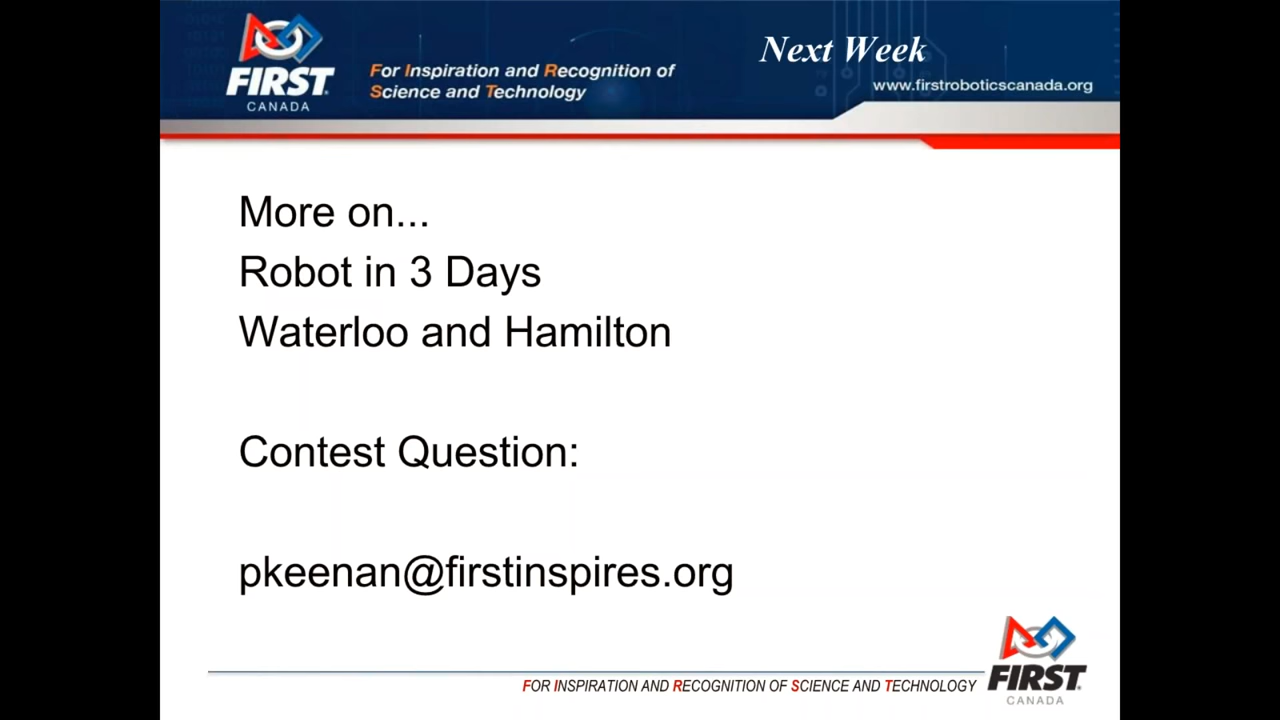 FIRST
CANADA
For Inspiration and Recognition of
Science and Technology
Next Week
www.firstroboticscanada.org
More on...
Robot in 3 Days
Waterloo and Hamilton
Contest Question:
pkeenan@firstinspires.org
FOR INSPIRATION AND RECOGNITION OF SCIENCE AND TECHNOLOGY
FIRST
CANADA